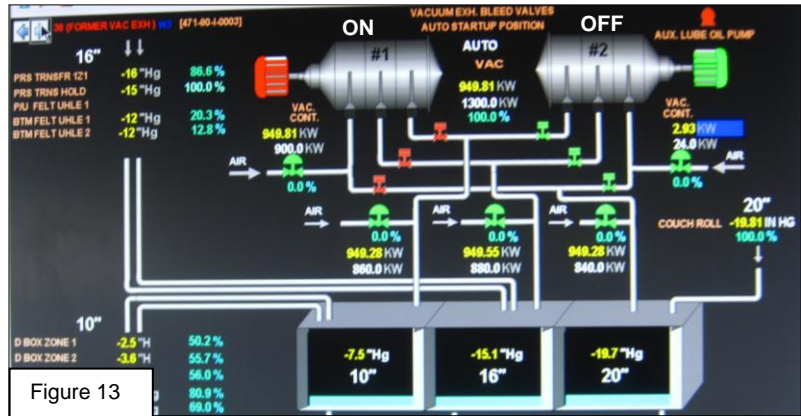 38 (FORMER VAC EXH) W3 [471-80-I-0003]
16"
PRS TRNSFR 1Z1 -16 "Hg 86.6 %
PRS TRNS HOLD -15 "Hg 100.0 %
P/U FELT UHLE 1
BTM FELT UHLE 1 -12 "Hg 20.3 %
BTM FELT UHLE 2 -12 "Hg 12.8 %
ON
VACUUM EXH. BLEED VALVES
AUTO STARTUP POSITION
OFF
AUX. LUBE OIL PUMP
#1
AUTO
VAC
949.81 KW
1300.0 KW
100.0 %
#2
VAC.
CONT.
949.81 KW
900.0 KW
AIR
0.0 %
VAC.
CONT.
2.93 KW
24.0 KW
AIR
0.0 %
AIR
0.0 %
949.28 KW
860.0 KW
AIR
0.0 %
949.55 KW
880.0 KW
AIR
0.0 %
949.28 KW
840.0 KW
20"
COUCH ROLL -19.81 IN HG
100.0 %
10"
D BOX ZONE 1 -2.5 "H 50.2 %
D BOX ZONE 2 -3.6 "H 55.7 %
56.0 %
80.9 %
69.0 %
-7.5 "Hg
10"
-15.1 "Hg
16"
-19.7 "Hg
20"
Figure 13